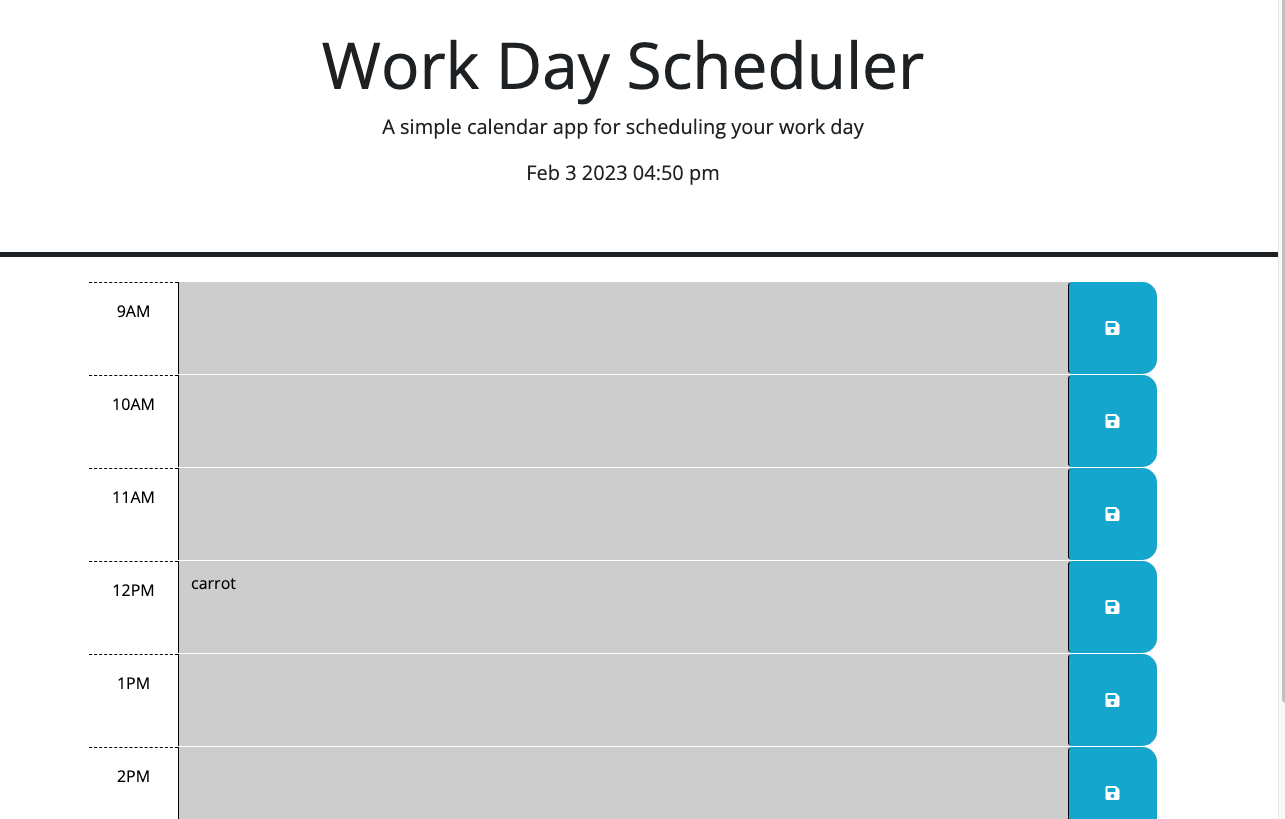 Work Day Scheduler
A simple calendar app for scheduling your work day
Feb 3 2023 04:50 pm
9AM
10AM
11AM
12PM
carrot
1PM
2PM